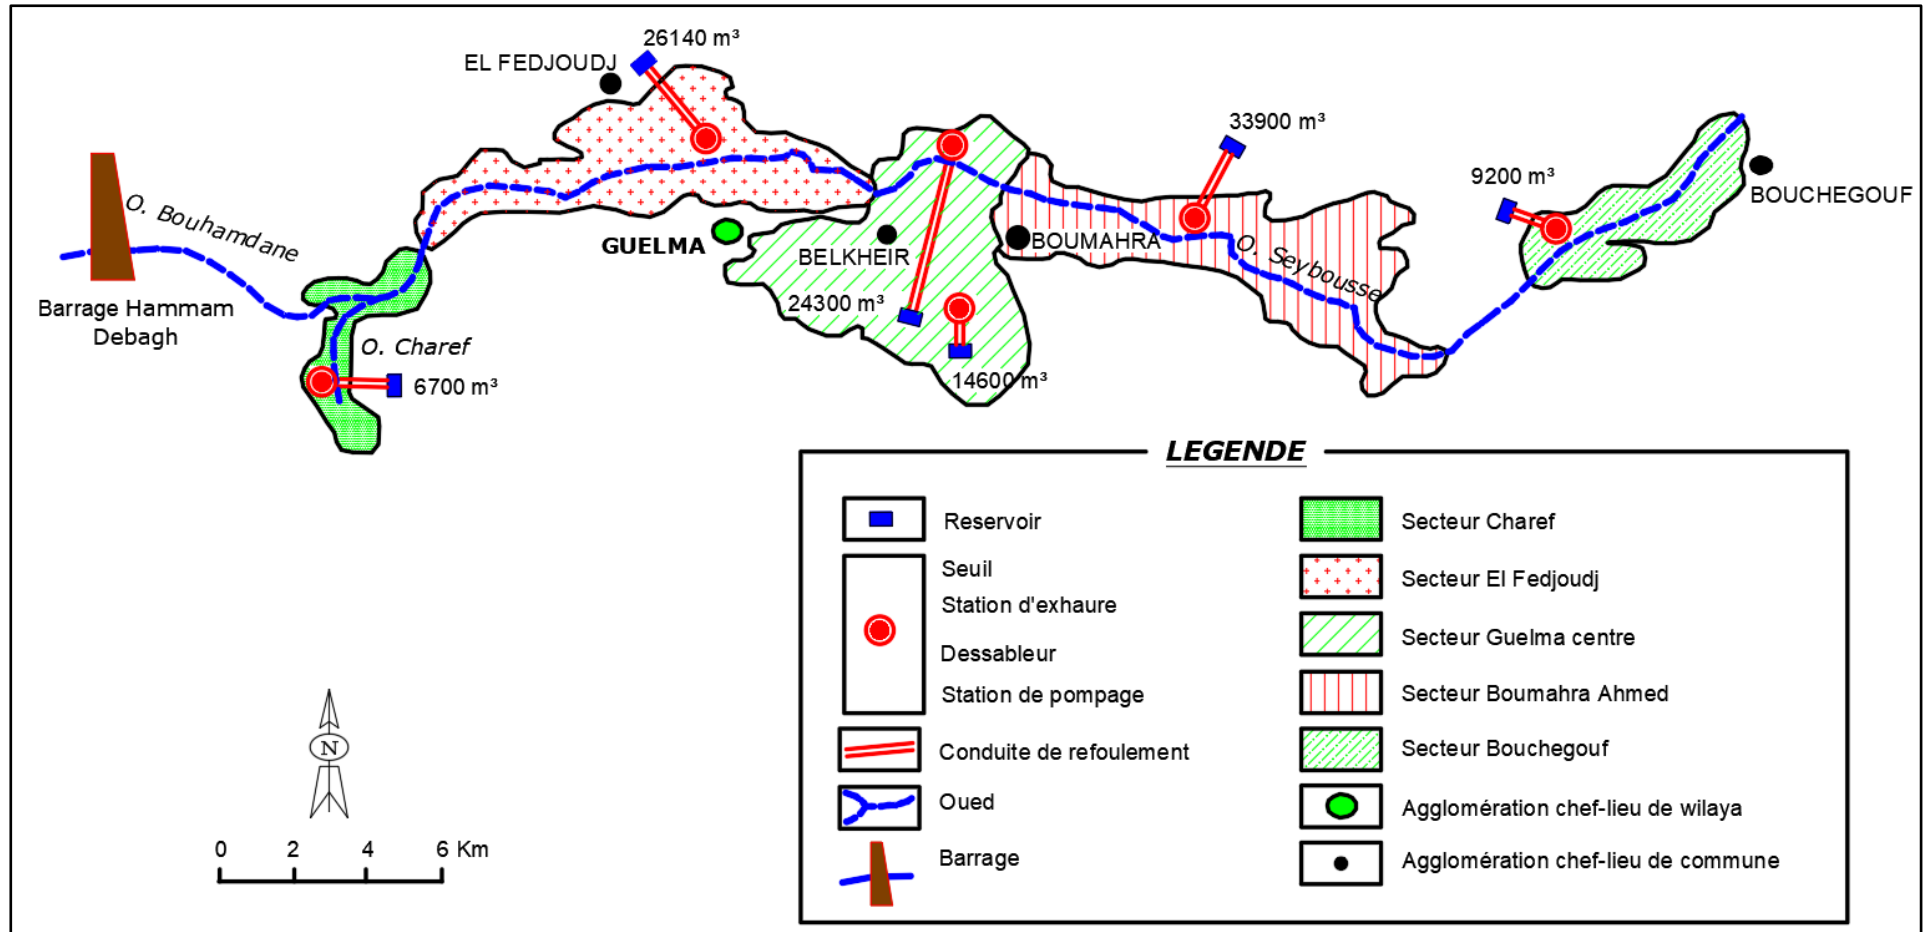 26140 m³
EL FEDJOUDJ
33900 m³
9200 m³
BOUCHEGOUF
O. Bouhamdane
GUELMA
BELKHEIR
BOUMAHRA
O. Seybousse
Barrage Hammam
Debagh
24300 m³
O. Charef
6700 m³
14600 m³
LEGENDE
Reservoir
Seuil
Station d'exhaure
Dessableur
Station de pompage
Conduite de refoulement
Oued
Barrage
Secteur Charef
Secteur El Fedjoudj
Secteur Guelma centre
Secteur Boumahra Ahmed
Secteur Bouchegouf
Agglomération chef-lieu de wilaya
Agglomération chef-lieu de commune
N
0 2 4 6 Km